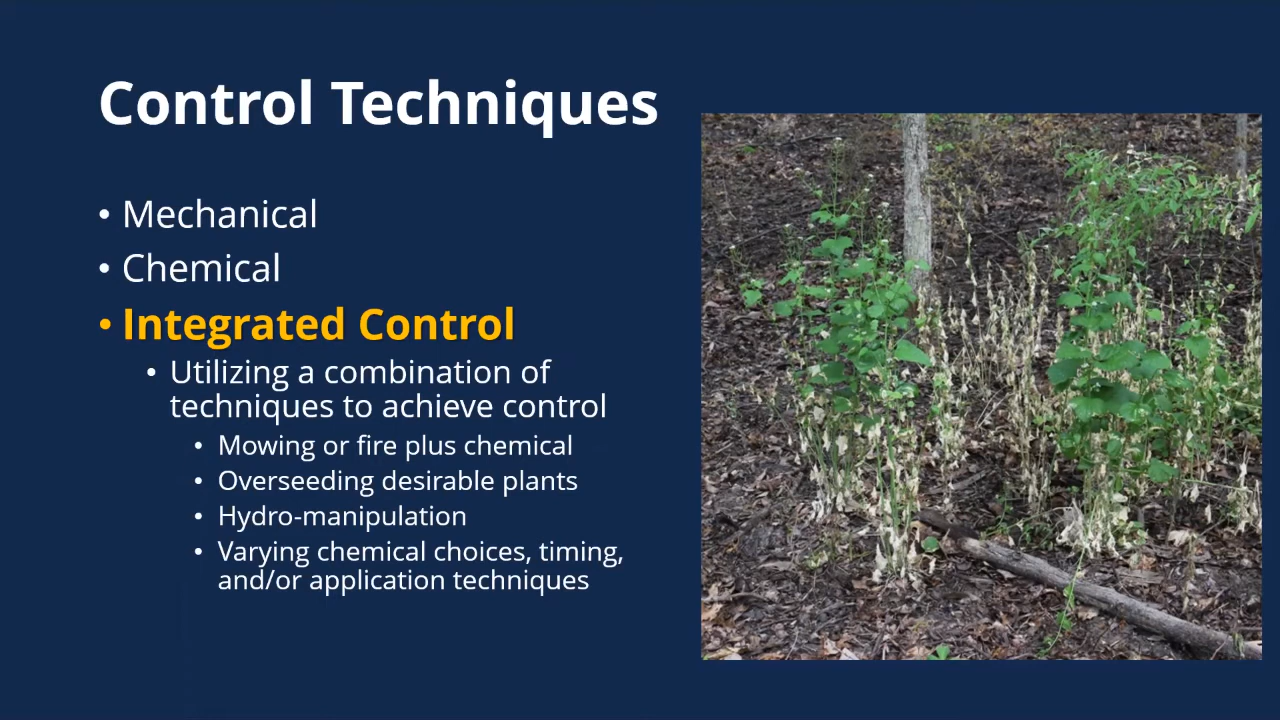 Control Techniques
• Mechanical
• Chemical
• Integrated Control
• Utilizing a combination of
techniques to achieve control
• Mowing or fire plus chemical
• Overseeding desirable plants
• Hydro-manipulation
• Varying chemical choices, timing,
and/or application techniques